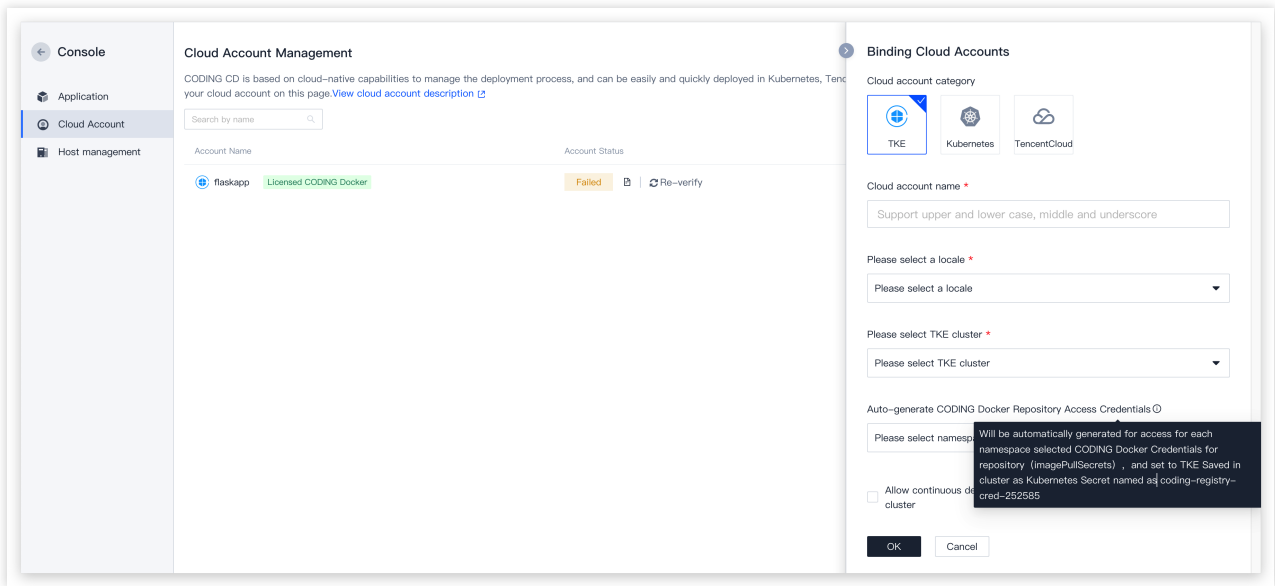 Console
Application
Cloud Account
Host management
Cloud Account Management
CODING CD is based on cloud-native capabilities to manage the deployment process, and can be easily and quickly deployed in Kubernetes,
your cloud account on this page.View cloud account description
Search by name
Account Name
Account Status
flaskapp
Licensed CODING Docker
Failed
Re-verify
Binding Cloud Accounts
Cloud account category
TKE
Kubernetes
TencentCloud
Cloud account name *
Support upper and lower case, middle and underscore
Please select a locale *
Please select a locale
Please select TKE cluster *
Please select TKE cluster
Auto-generate CODING Docker Repository Access Credentials
Please select
Will be automatically generated for access for each
namespace selected CODING Docker Credentials for
repository（imagePullSecrets）, and set to TKE Saved in
cluster as Kubernetes Secret named as coding-registry-
cred-252585
Allow continuous
cluster
OK
Cancel